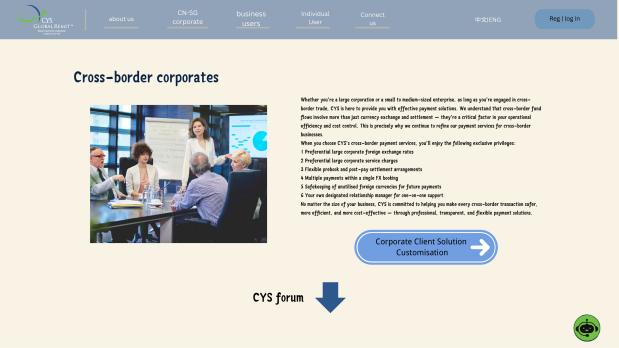 about us
CN-SG
corporate
business
users
Individual
User
Connect
us
中文|ENG
Reg | log in
CYS
GLOBAL REMIT
Cross-border corporates
Whether you're a large corporation or a small to medium-sized enterprise, as long as you're engaged in cross-
border trade, CYS is here to provide you with effective payment solutions. We understand that cross-border fund
flows involve more than just currency exchange and settlement — they're a critical factor in your operational
efficiency and cost control. This is precisely why we continue to refine our payment services for cross-border
businesses.
When you choose CYS's cross-border payment services, you'll enjoy the following exclusive privileges:
1 Preferential large corporate foreign exchange rates
2 Preferential large corporate service charges
3 Flexible prebook and post-pay settlement arrangements
4 Multiple payments within a single FX booking
5 Safekeeping of unutilised foreign currencies for future payments
6 Your own designated relationship manager for one-on-one support
No matter the size of your business, CYS is committed to helping you make every cross-border transaction safer,
more efficient, and more cost-effective — through professional, transparent, and flexible payment solutions.
Corporate Client Solution
Customisation
CYS forum